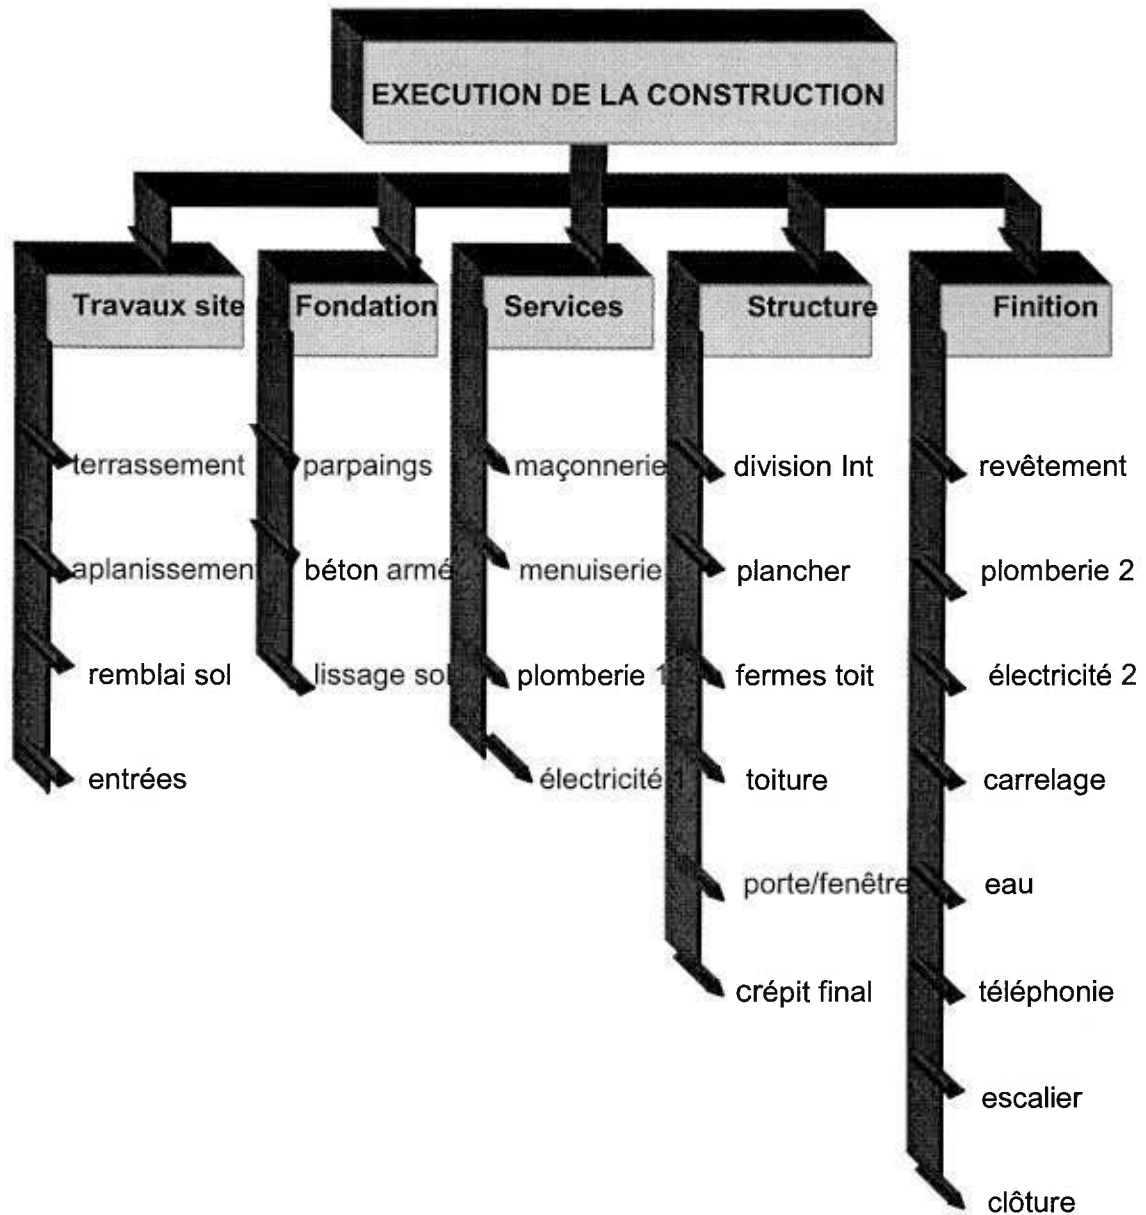 EXECUTION DE LA CONSTRUCTION
Travaux site
terrassement
aplanissemen
remblai sol
entrées
Fondation
parpaings
béton armé
lissage sol
Services
maçonnerie
menuiserie
plomberie 1
électricité 1
Structure
division Int
plancher
fermes toit
toiture
porte/fenêtre
crépit final
Finition
revêtement
plomberie 2
électricité 2
carrelage
eau
téléphonie
escalier
clôture